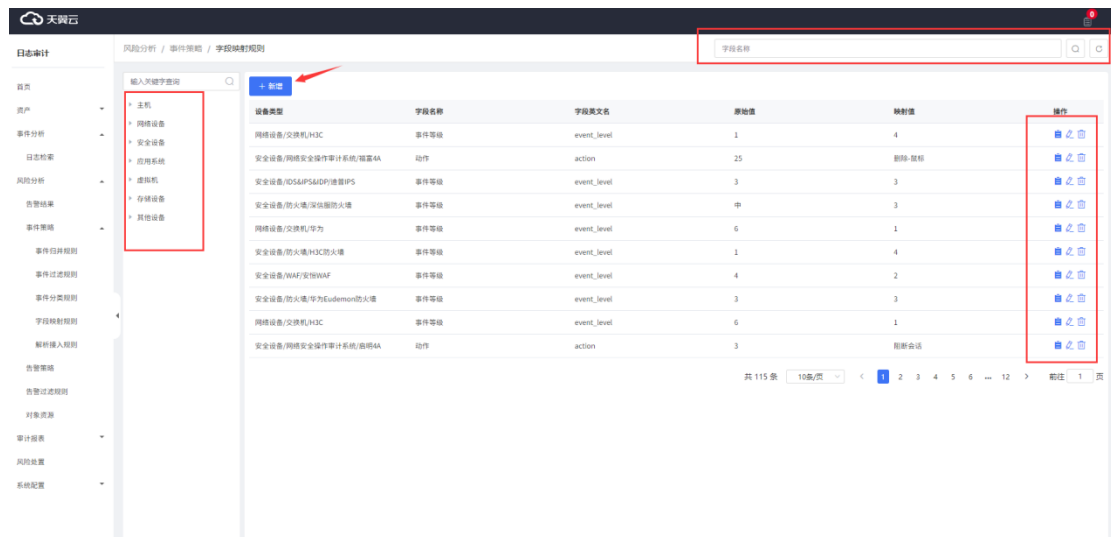 天翼云
0
日志审计
风险分析 / 事件策略 / 字段映射规则
字段名称
首页
资产
事件分析
日志检索
风险分析
告警结果
事件策略
事件归并规则
事件过滤规则
事件分类规则
字段映射规则
解析接入规则
告警策略
告警过滤规则
对象资源
审计报表
风险处置
系统配置
输入关键字查询
主机
网络设备
安全设备
应用系统
虚拟机
存储设备
其他设备
+ 新增
设备类型 字段名称 字段英文名 原始值 映射值 操作
网络设备/交换机/H3C 事件等级 event_level 1 4
安全设备/网络安全操作审计系统/福富4A 动作 action 25 删除-鼠标
安全设备/IDS&IPS&IDP/迪普IPS 事件等级 event_level 3 3
安全设备/防火墙/深信服防火墙 事件等级 event_level 中 3
网络设备/交换机/华为 事件等级 event_level 6 1
安全设备/防火墙/H3C防火墙 事件等级 event_level 1 4
安全设备/WAF/安恒WAF 事件等级 event_level 4 2
安全设备/防火墙/华为Eudemon防火墙 事件等级 event_level 3 3
网络设备/交换机/H3C 事件等级 event_level 6 1
安全设备/网络安全操作审计系统/启明4A 动作 action 3 阻断会话
共 115 条 10条/页 < 1 2 3 4 5 6 ... 12 > 前往 1 页